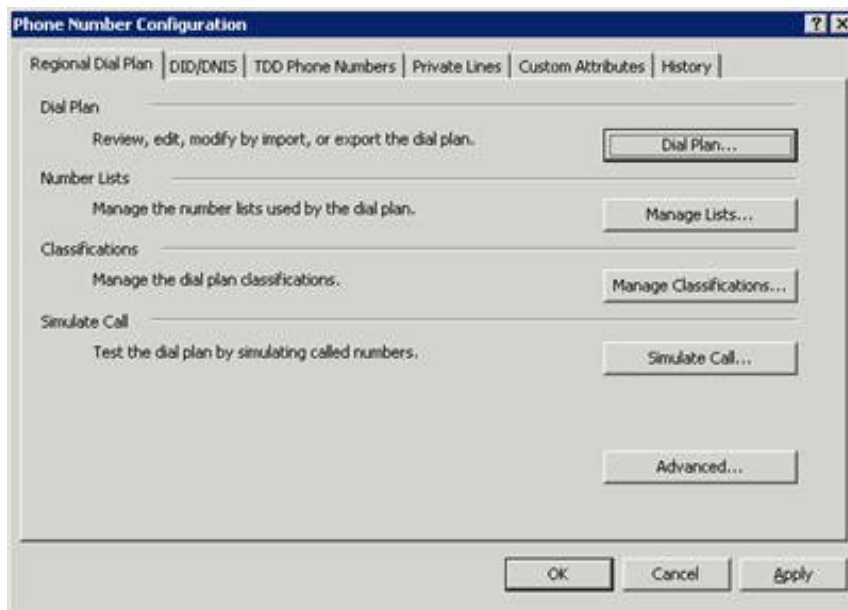 Phone Number Configuration
Regional Dial Plan DID/DNIS TDD Phone Numbers Private Lines Custom Attributes History
Dial Plan
Review, edit, modify by import, or export the dial plan. Dial Plan...
Number Lists
Manage the number lists used by the dial plan. Manage Lists...
Classifications
Manage the dial plan classifications. Manage Classifications...
Simulate Call
Test the dial plan by simulating called numbers. Simulate Call...
Advanced...
OK Cancel Apply